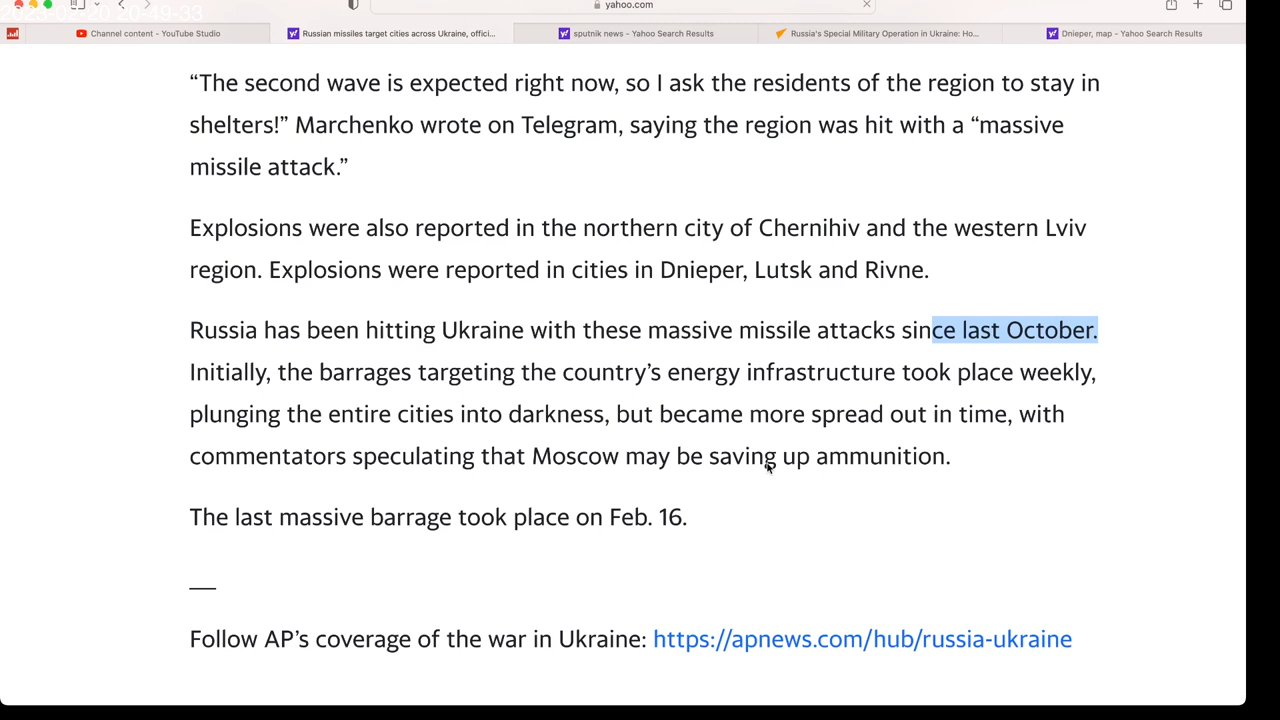 2023-02-20 20-49-33
yahoo.com
Channel content - YouTube Studio
Russian missiles target cities across Ukraine, offici...
sputnik news - Yahoo Search Results
Russia's Special Military Operation in Ukraine: Ho...
Dnieper, map - Yahoo Search Results
“The second wave is expected right now, so I ask the residents of the region to stay in
shelters!” Marchenko wrote on Telegram, saying the region was hit with a “massive
missile attack.”
Explosions were also reported in the northern city of Chernihiv and the western Lviv
region. Explosions were reported in cities in Dnieper, Lutsk and Rivne.
Russia has been hitting Ukraine with these massive missile attacks since last October.
Initially, the barrages targeting the country’s energy infrastructure took place weekly,
plunging the entire cities into darkness, but became more spread out in time, with
commentators speculating that Moscow may be saving up ammunition.
The last massive barrage took place on Feb. 16.
__
Follow AP’s coverage of the war in Ukraine: https://apnews.com/hub/russia-ukraine